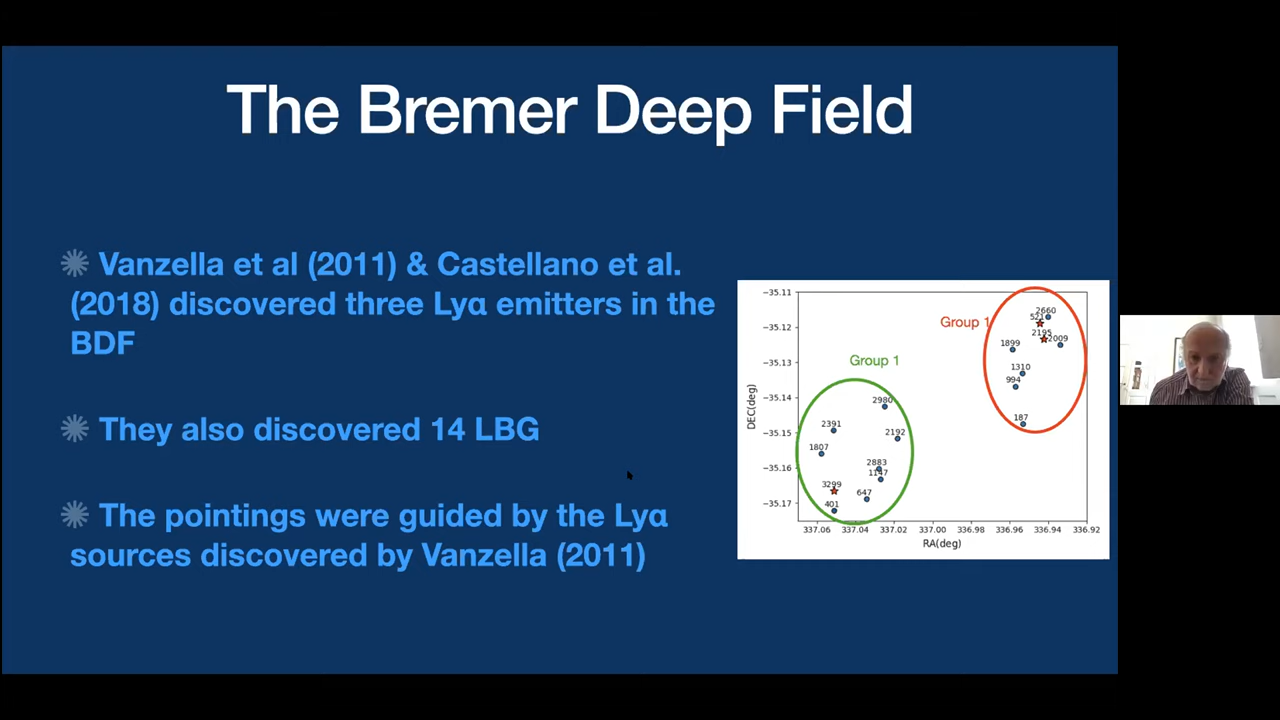 The Bremer Deep Field
Vanzella et al (2011) & Castellano et al.
(2018) discovered three Lyα emitters in the
BDF
They also discovered 14 LBG
The pointings were guided by the Lyα
sources discovered by Vanzella (2011)
Group 1
Group 1
−35.11
−35.12
−35.13
−35.14
−35.15
−35.16
−35.17
DEC(deg)
2660
521
2195
2009
1899
1310
994
187
2980
2391
2192
1807
2883
1147
3299
647
401
337.06
337.04
337.02
337.00
336.98
336.96
336.94
336.92
RA(deg)